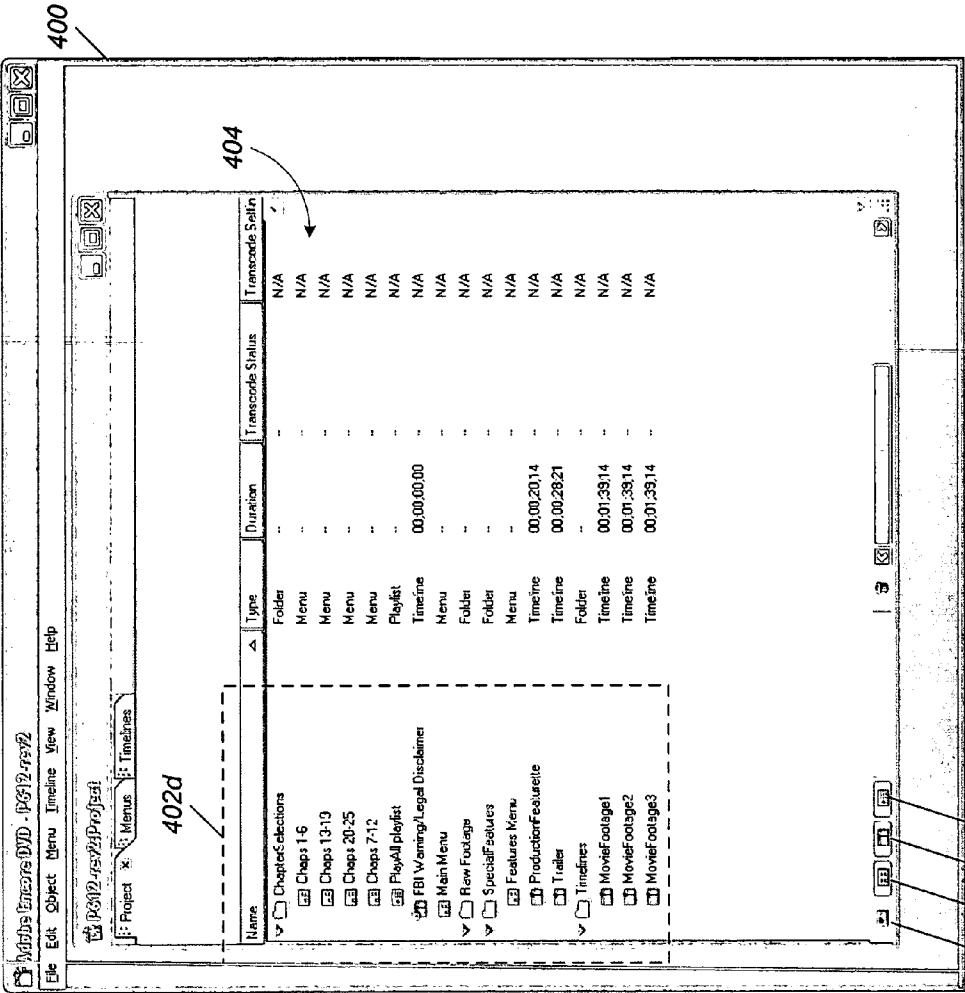 400
Adobe Encore DVD - PG12-rev2
File Edit Object Menu Timeline View Window Help
PG12-rev2:Project
Project x Menus Timelines
402d
404
Name Type Duration Transcode Status Transcode Settin
ChapterSelections Folder -- -- N/A
Chaps 1-6 Menu -- -- N/A
Chaps 13-19 Menu -- -- N/A
Chaps 20-25 Menu -- -- N/A
Chaps 7-12 Menu -- -- N/A
PlayAll playlist Playlist -- -- N/A
FBI Warning/Legal Disclaimer Timeline 00;00;00;00 -- N/A
Main Menu Menu -- -- N/A
Raw Footage Folder -- -- N/A
SpecialFeatures Folder -- -- N/A
Features Menu Menu -- -- N/A
ProductionFeaturette Timeline 00;00;20;14 -- N/A
Trailer Timeline 00;00;28;21 -- N/A
Timelines Folder -- -- N/A
MovieFootage1 Timeline 00;01;39;14 -- N/A
MovieFootage2 Timeline 00;01;39;14 -- N/A
MovieFootage3 Timeline 00;01;39;14 -- N/A